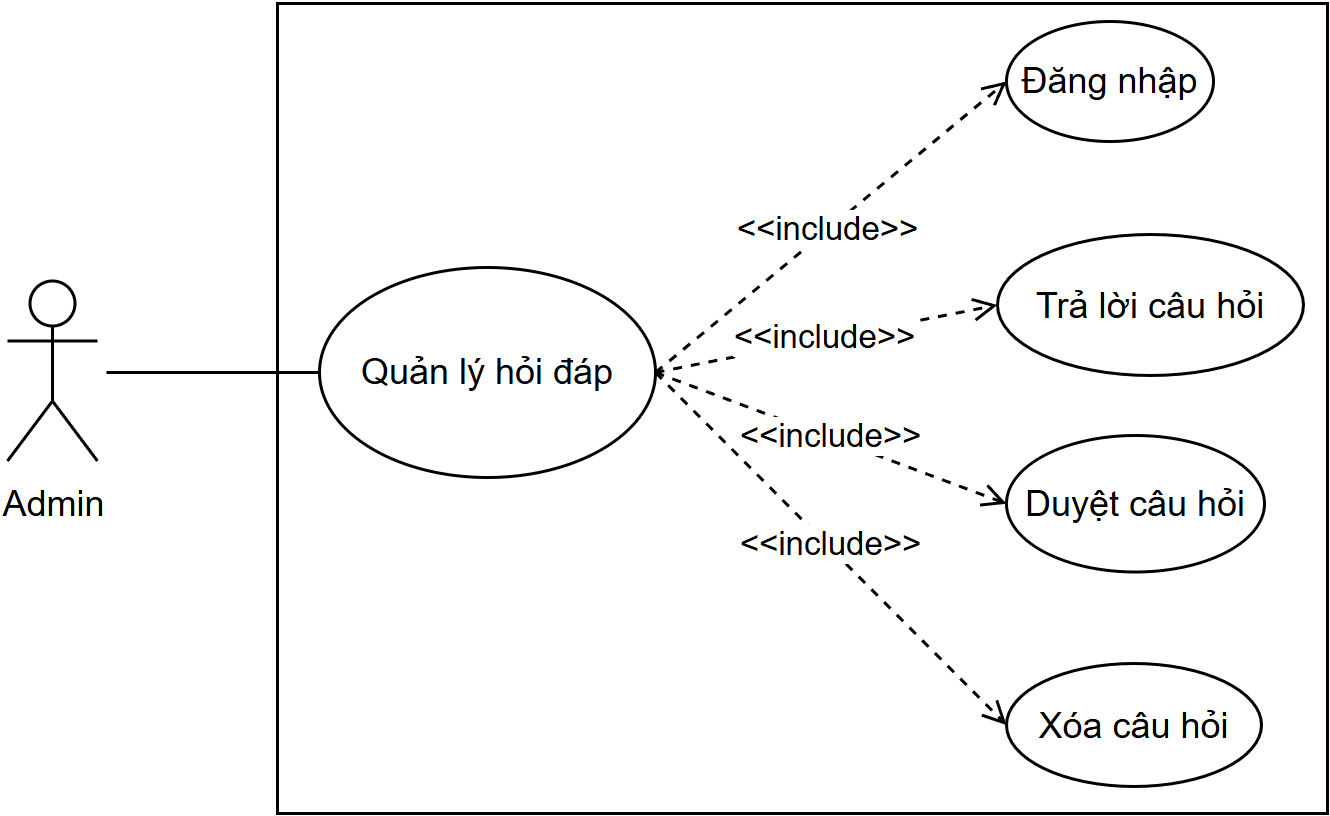 Đăng nhập
<<include>>
Trả lời câu hỏi
<<include>>
Quản lý hỏi đáp
<<include>>
Duyệt câu hỏi
Admin
<<include>>
Xóa câu hỏi